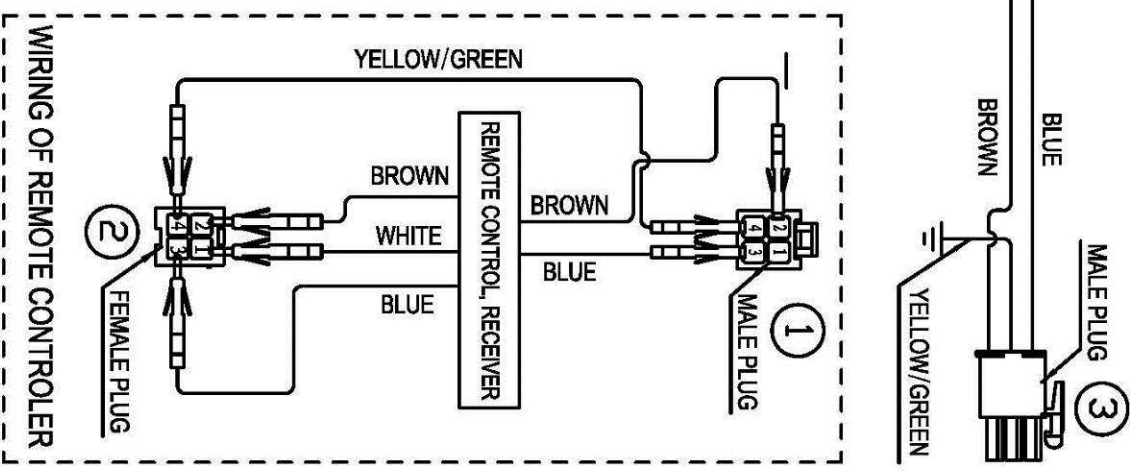 WIRING OF REMOTE CONTROLER
YELLOW/GREEN
BROWN
WHITE
BLUE
REMOTE CONTROL, RECEIVER
BROWN
BLUE
4
2
3
1
2
FEMALE PLUG
2
4
1
3
1
MALE PLUG
BROWN
BLUE
YELLOW/GREEN
MALE PLUG
3